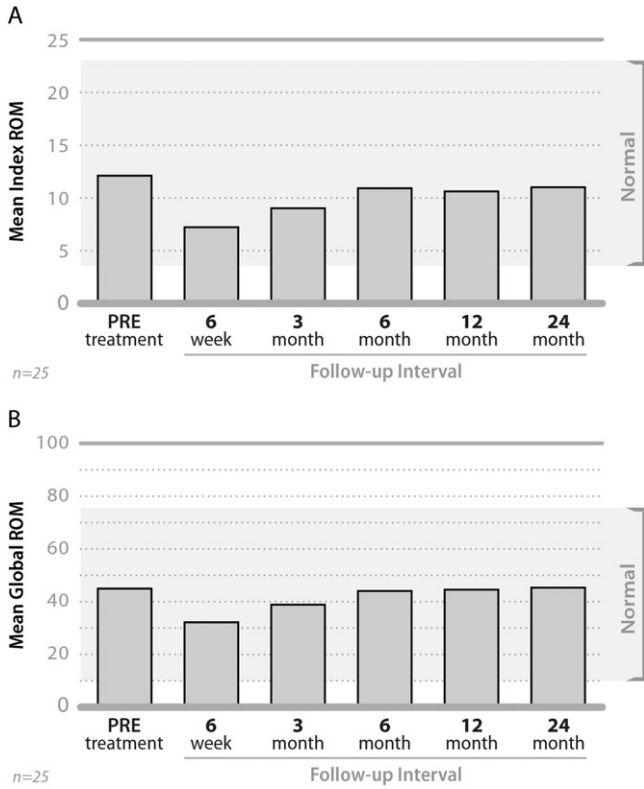 A
25
20
15
10
5
0
Mean Index ROM
Normal
PRE treatment
6 week
3 month
6 month
12 month
24 month
Follow-up Interval
n=25
B
100
80
60
40
20
0
Mean Global ROM
Normal
PRE treatment
6 week
3 month
6 month
12 month
24 month
Follow-up Interval
n=25